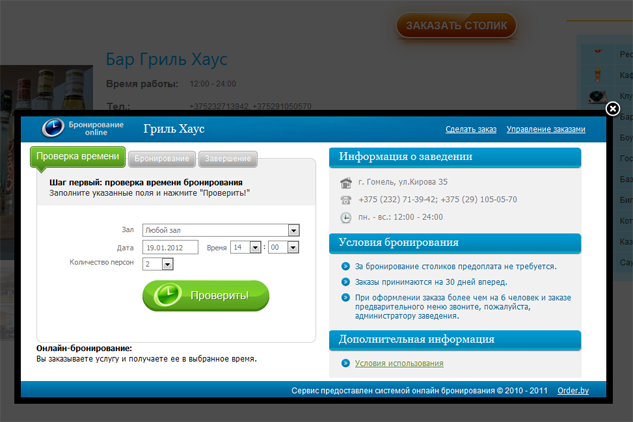 ЗАКАЗАТЬ СТОЛИК
Бар Гриль Хаус
Время работы: 12:00 - 24:00
Тел.: +375232713942, +375291050570
Бронирование
online
Гриль Хаус
Сделать заказ Управление заказами
Проверка времени Бронирование Завершение
Шаг первый: проверка времени бронирования
Заполните указанные поля и нажмите "Проверить!"
Зал Любой зал
Дата 19.01.2012 Время 14 : 00
Количество персон 2
Проверить!
Онлайн-бронирование:
Вы заказываете услугу и получаете ее в выбранное время.
Информация о заведении
г. Гомель, ул.Кирова 35
+375 (232) 71-39-42; +375 (29) 105-05-70
пн. - вс.: 12:00 - 24:00
Условия бронирования
За бронирование столиков предоплата не требуется.
Заказы принимаются на 30 дней вперед.
При оформлении заказа более чем на 6 человек и заказе
предварительного меню звоните, пожалуйста,
администратору заведения.
Дополнительная информация
Условия использования
Сервис предоставлен системой онлайн бронирования © 2010 - 2011 Order.by